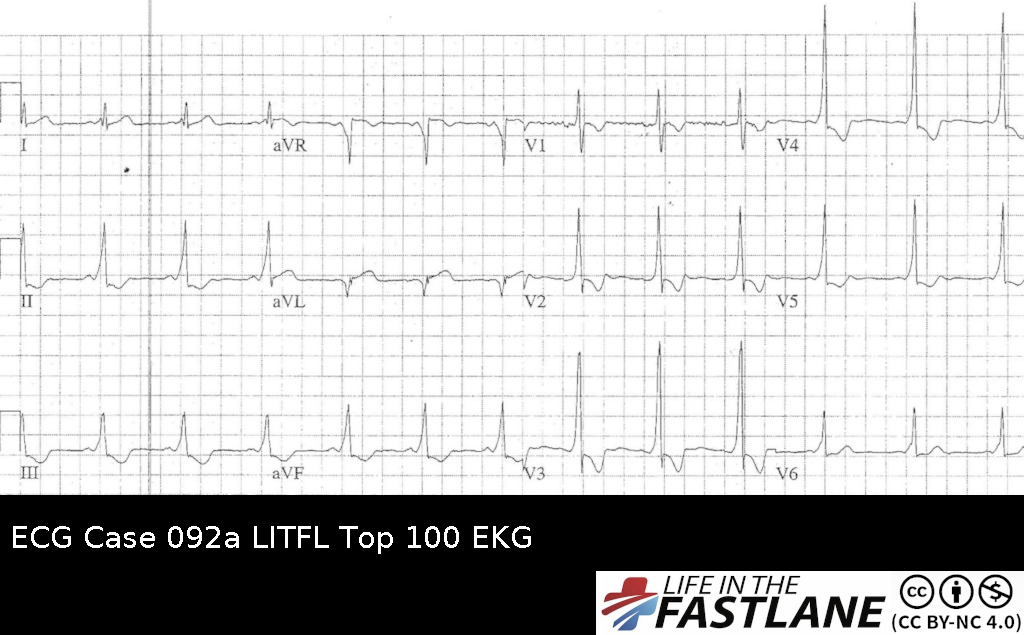 I aVR V1 V4
II aVL V2 V5
III aVF V3 V6
ECG Case 092a LITFL Top 100 EKG
LIFE IN THE
FASTLANE
cc
(CC BY-NC 4.0)